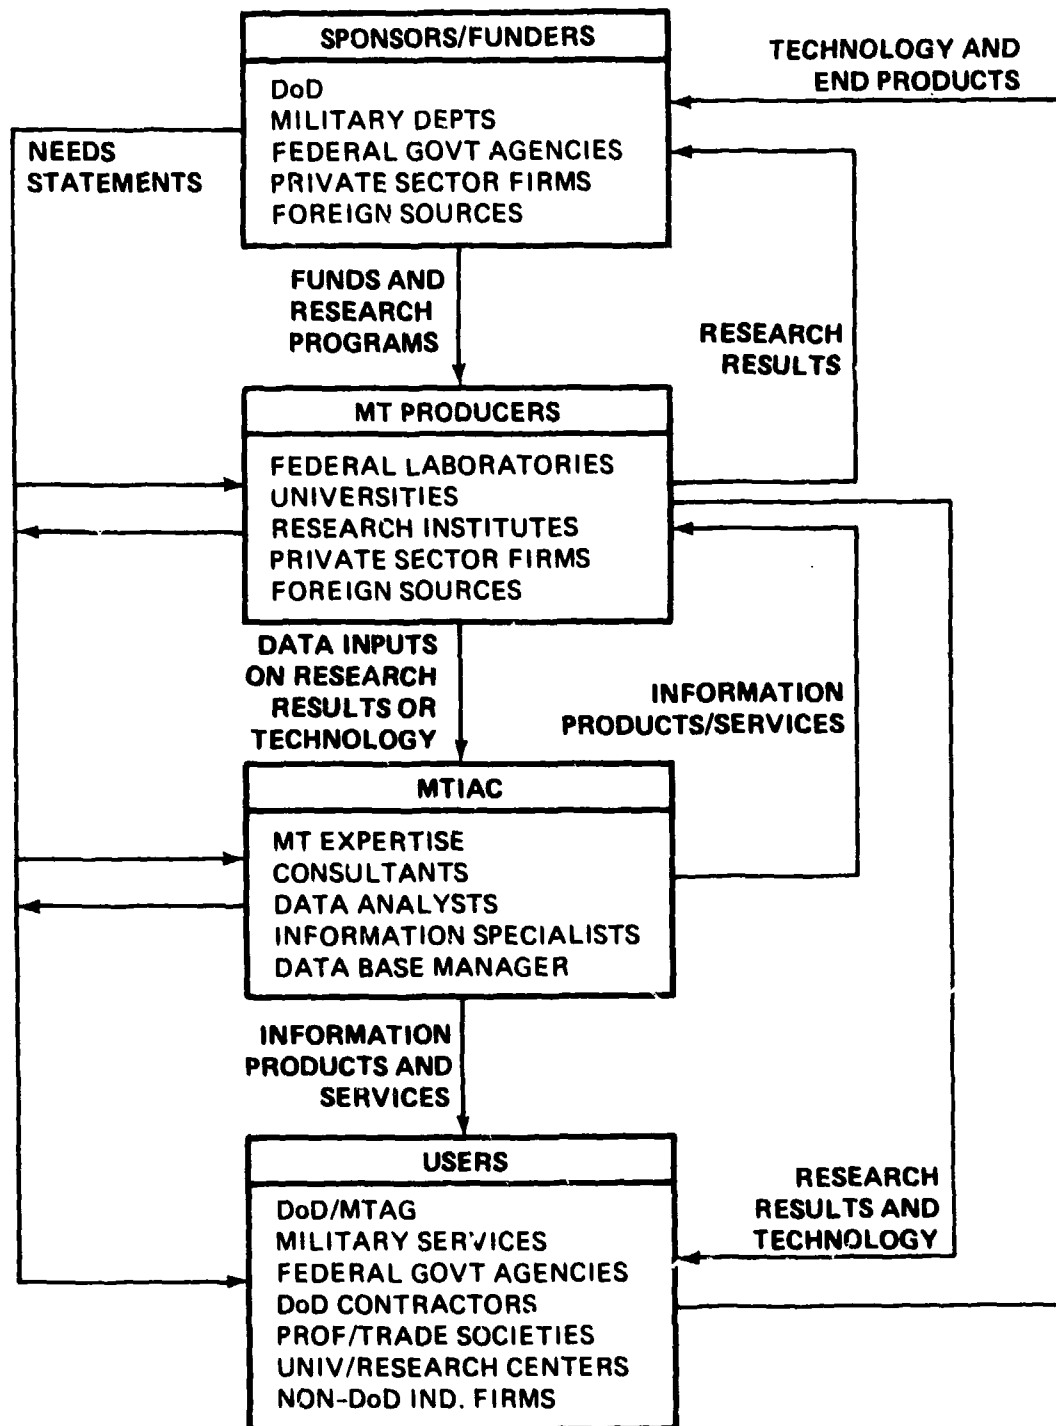 SPONSORS/FUNDERS
DoD
MILITARY DEPTS
FEDERAL GOVT AGENCIES
PRIVATE SECTOR FIRMS
FOREIGN SOURCES
TECHNOLOGY AND
END PRODUCTS
NEEDS
STATEMENTS
FUNDS AND
RESEARCH
PROGRAMS
RESEARCH
RESULTS
MT PRODUCERS
FEDERAL LABORATORIES
UNIVERSITIES
RESEARCH INSTITUTES
PRIVATE SECTOR FIRMS
FOREIGN SOURCES
DATA INPUTS
ON RESEARCH
RESULTS OR
TECHNOLOGY
INFORMATION
PRODUCTS/SERVICES
MTIAC
MT EXPERTISE
CONSULTANTS
DATA ANALYSTS
INFORMATION SPECIALISTS
DATA BASE MANAGER
INFORMATION
PRODUCTS AND
SERVICES
USERS
DoD/MTAG
MILITARY SERVICES
FEDERAL GOVT AGENCIES
DoD CONTRACTORS
PROF/TRADE SOCIETIES
UNIV/RESEARCH CENTERS
NON-DoD IND. FIRMS
RESEARCH
RESULTS AND
TECHNOLOGY